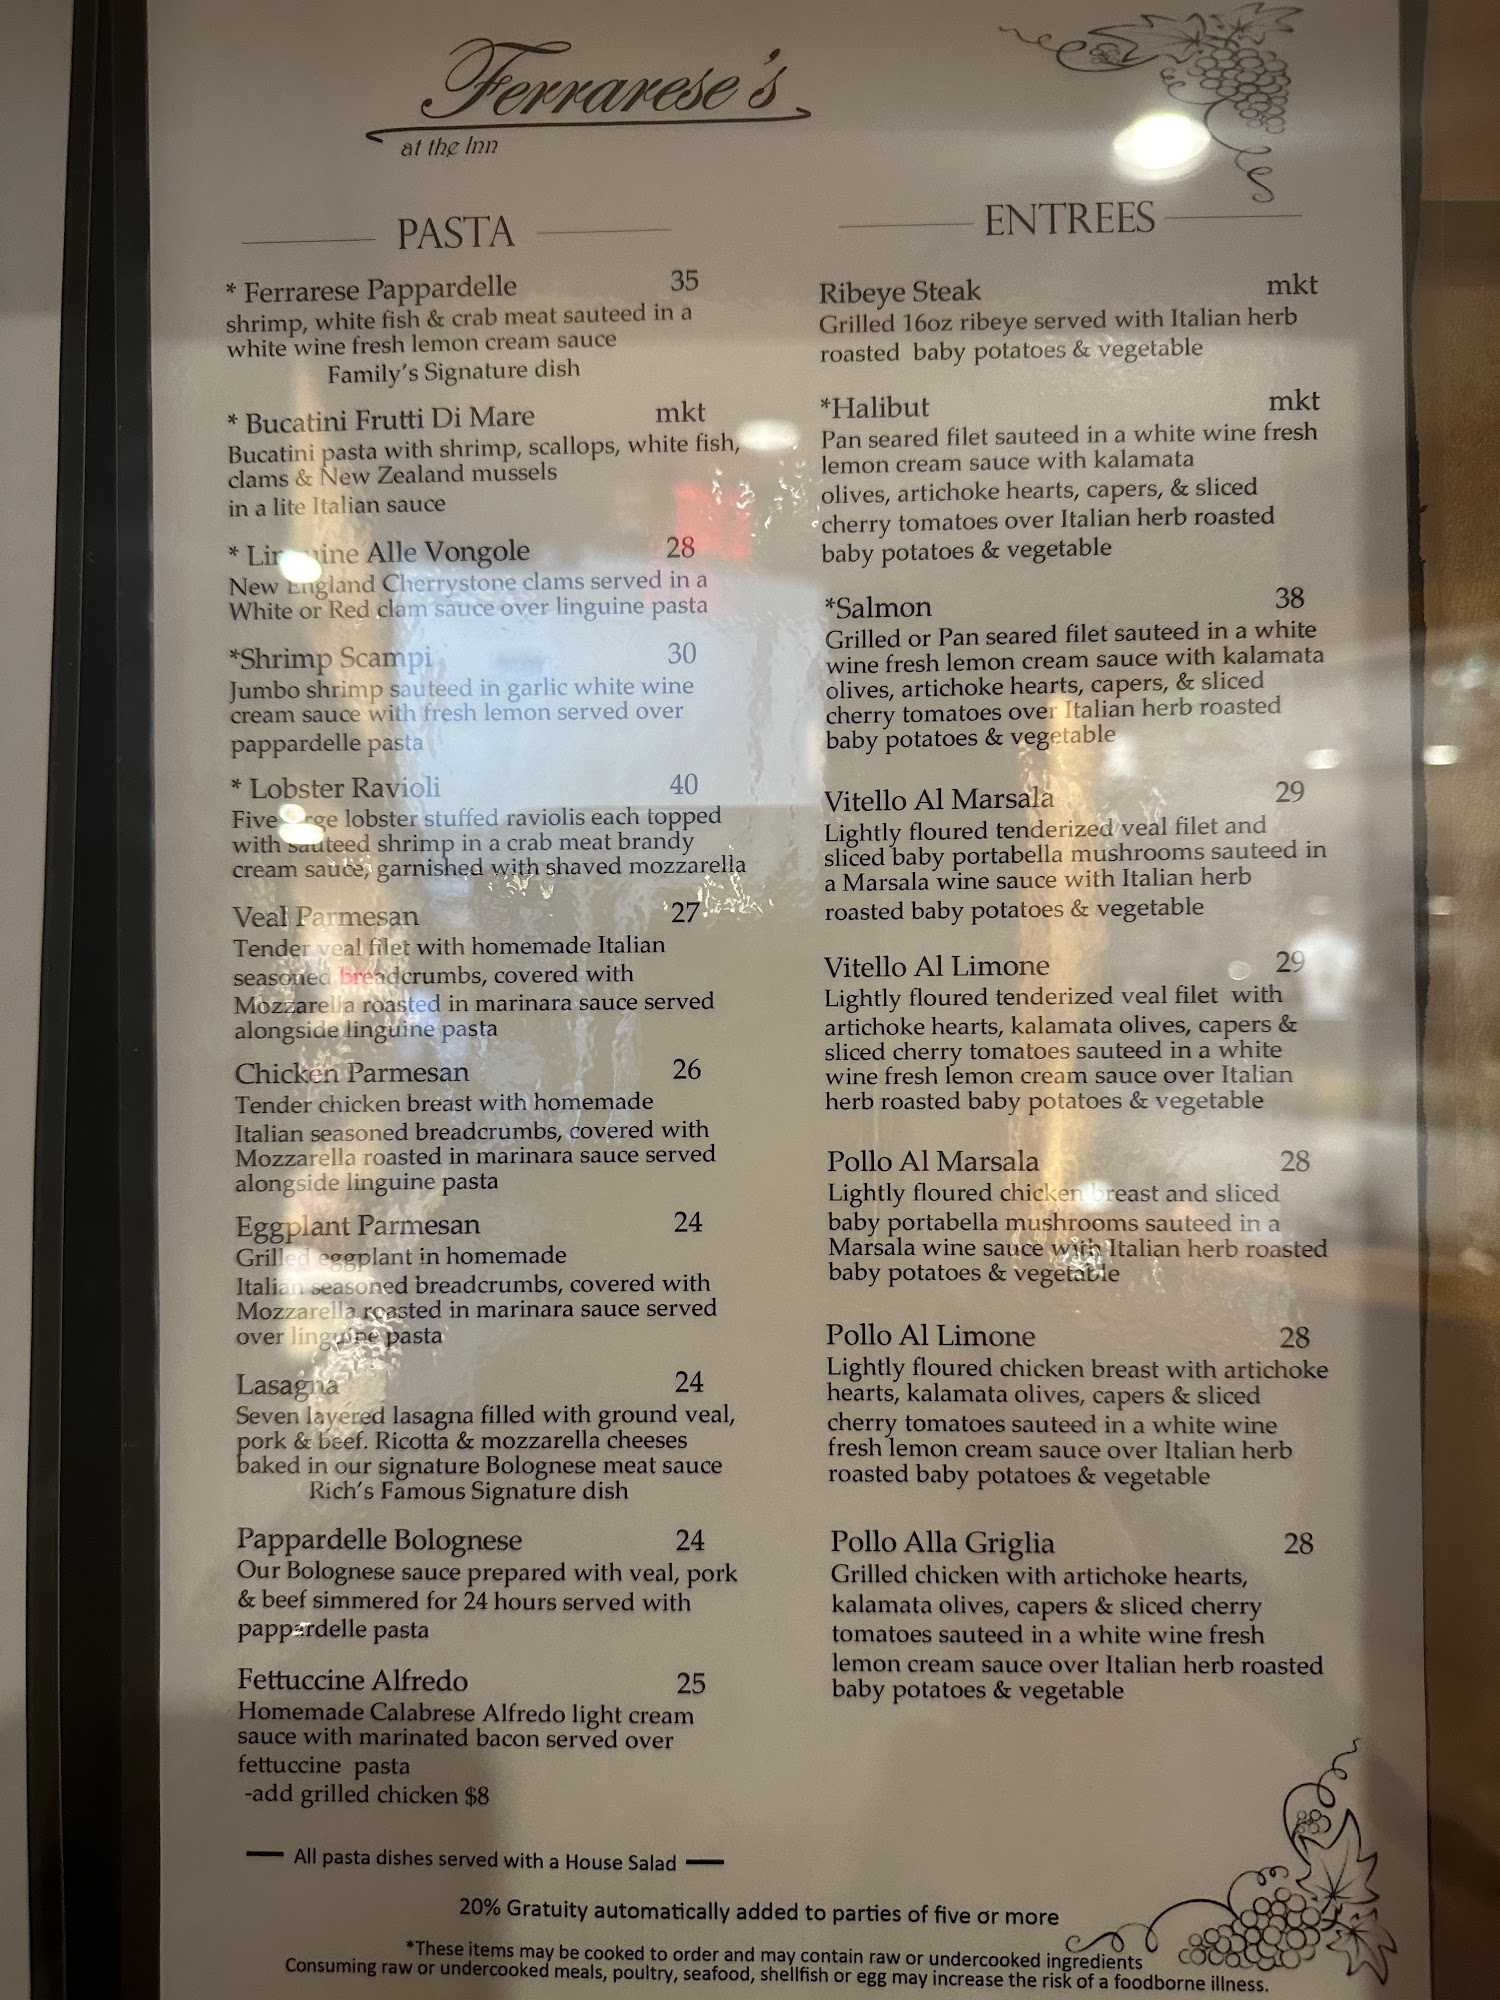 Ferrarese's
at the Inn
PASTA
* Ferrarese Pappardelle 35
shrimp, white fish & crab meat sauteed in a
white wine fresh lemon cream sauce
Family's Signature dish
* Bucatini Frutti Di Mare mkt
Bucatini pasta with shrimp, scallops, white fish,
clams & New Zealand mussels
in a lite Italian sauce
* Linguine Alle Vongole 28
New England Cherrystone clams served in a
White or Red clam sauce over linguine pasta
*Shrimp Scampi 30
Jumbo shrimp sauteed in garlic white wine
cream sauce with fresh lemon served over
pappardelle pasta
* Lobster Ravioli 40
Five large lobster stuffed raviolis each topped
with sauteed shrimp in a crab meat brandy
cream sauce, garnished with shaved mozzarella
Veal Parmesan 27
Tender veal filet with homemade Italian
seasoned breadcrumbs, covered with
Mozzarella roasted in marinara sauce served
alongside linguine pasta
Chicken Parmesan 26
Tender chicken breast with homemade
Italian seasoned breadcrumbs, covered with
Mozzarella roasted in marinara sauce served
alongside linguine pasta
Eggplant Parmesan 24
Grilled eggplant in homemade
Italian seasoned breadcrumbs, covered with
Mozzarella roasted in marinara sauce served
over linguine pasta
Lasagna 24
Seven layered lasagna filled with ground veal,
pork & beef. Ricotta & mozzarella cheeses
baked in our signature Bolognese meat sauce
Rich's Famous Signature dish
Pappardelle Bolognese 24
Our Bolognese sauce prepared with veal, pork
& beef simmered for 24 hours served with
pappardelle pasta
Fettuccine Alfredo 25
Homemade Calabrese Alfredo light cream
sauce with marinated bacon served over
fettuccine pasta
-add grilled chicken $8
All pasta dishes served with a House Salad
ENTREES
Ribeye Steak mkt
Grilled 16oz ribeye served with Italian herb
roasted baby potatoes & vegetable
*Halibut mkt
Pan seared filet sauteed in a white wine fresh
lemon cream sauce with kalamata
olives, artichoke hearts, capers, & sliced
cherry tomatoes over Italian herb roasted
baby potatoes & vegetable
*Salmon 38
Grilled or Pan seared filet sauteed in a white
wine fresh lemon cream sauce with kalamata
olives, artichoke hearts, capers, & sliced
cherry tomatoes over Italian herb roasted
baby potatoes & vegetable
Vitello Al Marsala 29
Lightly floured tenderized veal filet and
sliced baby portabella mushrooms sauteed in
a Marsala wine sauce with Italian herb
roasted baby potatoes & vegetable
Vitello Al Limone 29
Lightly floured tenderized veal filet with
artichoke hearts, kalamata olives, capers &
sliced cherry tomatoes sauteed in a white
wine fresh lemon cream sauce over Italian
herb roasted baby potatoes & vegetable
Pollo Al Marsala 28
Lightly floured chicken breast and sliced
baby portabella mushrooms sauteed in a
Marsala wine sauce with Italian herb roasted
baby potatoes & vegetable
Pollo Al Limone 28
Lightly floured chicken breast with artichoke
hearts, kalamata olives, capers & sliced
cherry tomatoes sauteed in a white wine
fresh lemon cream sauce over Italian herb
roasted baby potatoes & vegetable
Pollo Alla Griglia 28
Grilled chicken with artichoke hearts,
kalamata olives, capers & sliced cherry
tomatoes sauteed in a white wine fresh
lemon cream sauce over Italian herb roasted
baby potatoes & vegetable
20% Gratuity automatically added to parties of five or more
*These items may be cooked to order and may contain raw or undercooked ingredients
Consuming raw or undercooked meals, poultry, seafood, shellfish or egg may increase the risk of a foodborne illness.